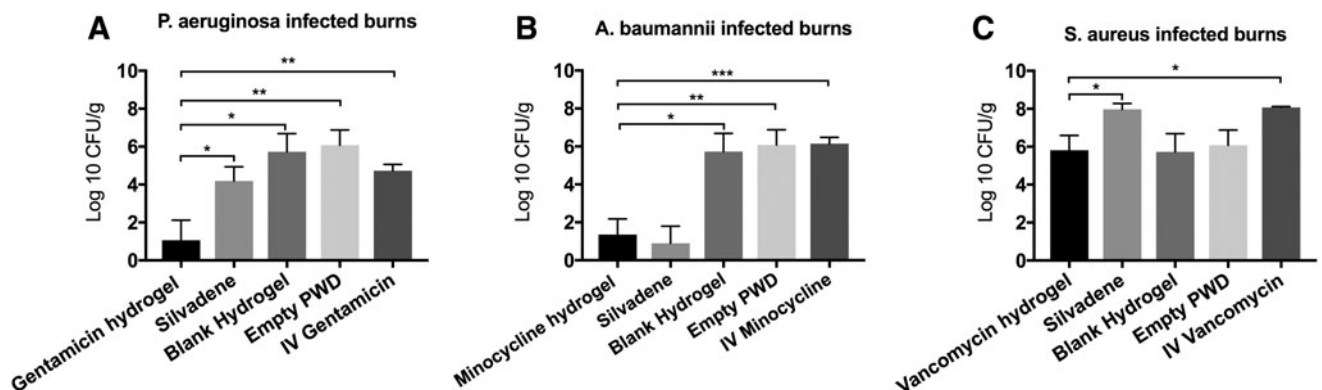 A
P. aeruginosa infected burns
Log 10 CFU/g
10
8
6
4
2
0
**
**
*
*
Gentamicin hydrogel
Silvadene
Blank Hydrogel
Empty PWD
IV Gentamicin
B
A. baumannii infected burns
Log 10 CFU/g
10
8
6
4
2
0
***
**
*
Minocycline hydrogel
Silvadene
Blank Hydrogel
Empty PWD
IV Minocycline
C
S. aureus infected burns
Log 10 CFU/g
10
8
6
4
2
0
*
*
Vancomycin hydrogel
Silvadene
Blank Hydrogel
Empty PWD
IV Vancomycin